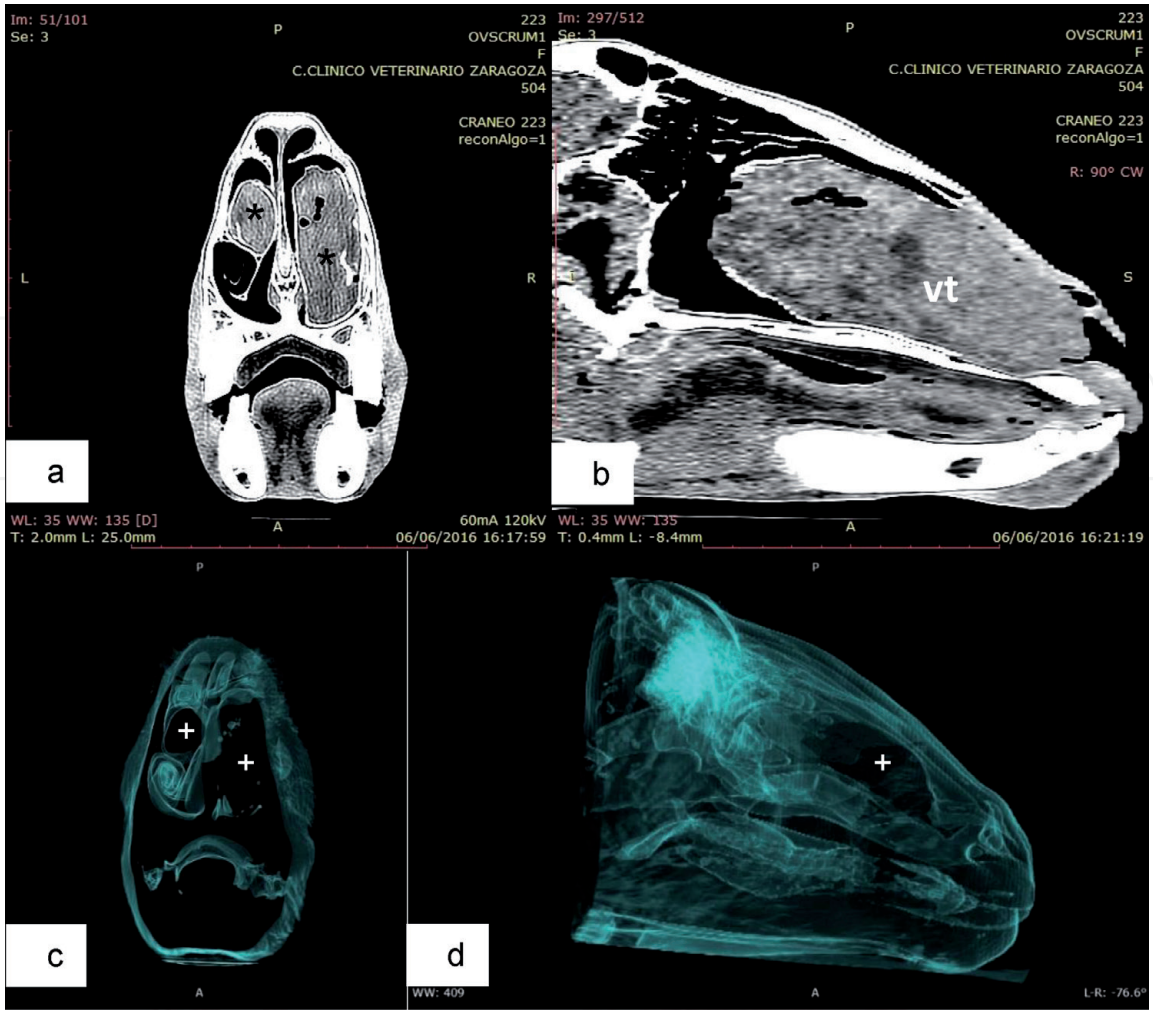 Im: 51/101
Se: 3
P
223
OVSCRUM1
F
C.CLINICO VETERINARIO ZARAGOZA
504
CRANEO 223
reconAlgo=1
*
*
L
R
a
WL: 35 WW: 135 [D]
T: 2.0mm L: 25.0mm
A
60mA 120kV
06/06/2016 16:17:59
Im: 297/512
Se: 3
P
223
OVSCRUM1
F
C.CLINICO VETERINARIO ZARAGOZA
504
CRANEO 223
reconAlgo=1
R: 90° CW
I
S
vt
b
WL: 35 WW: 135
T: 0.4mm L: -8.4mm
A
06/06/2016 16:21:19
P
+
+
c
A
WW: 409
P
+
d
A
L-R: -76.6°